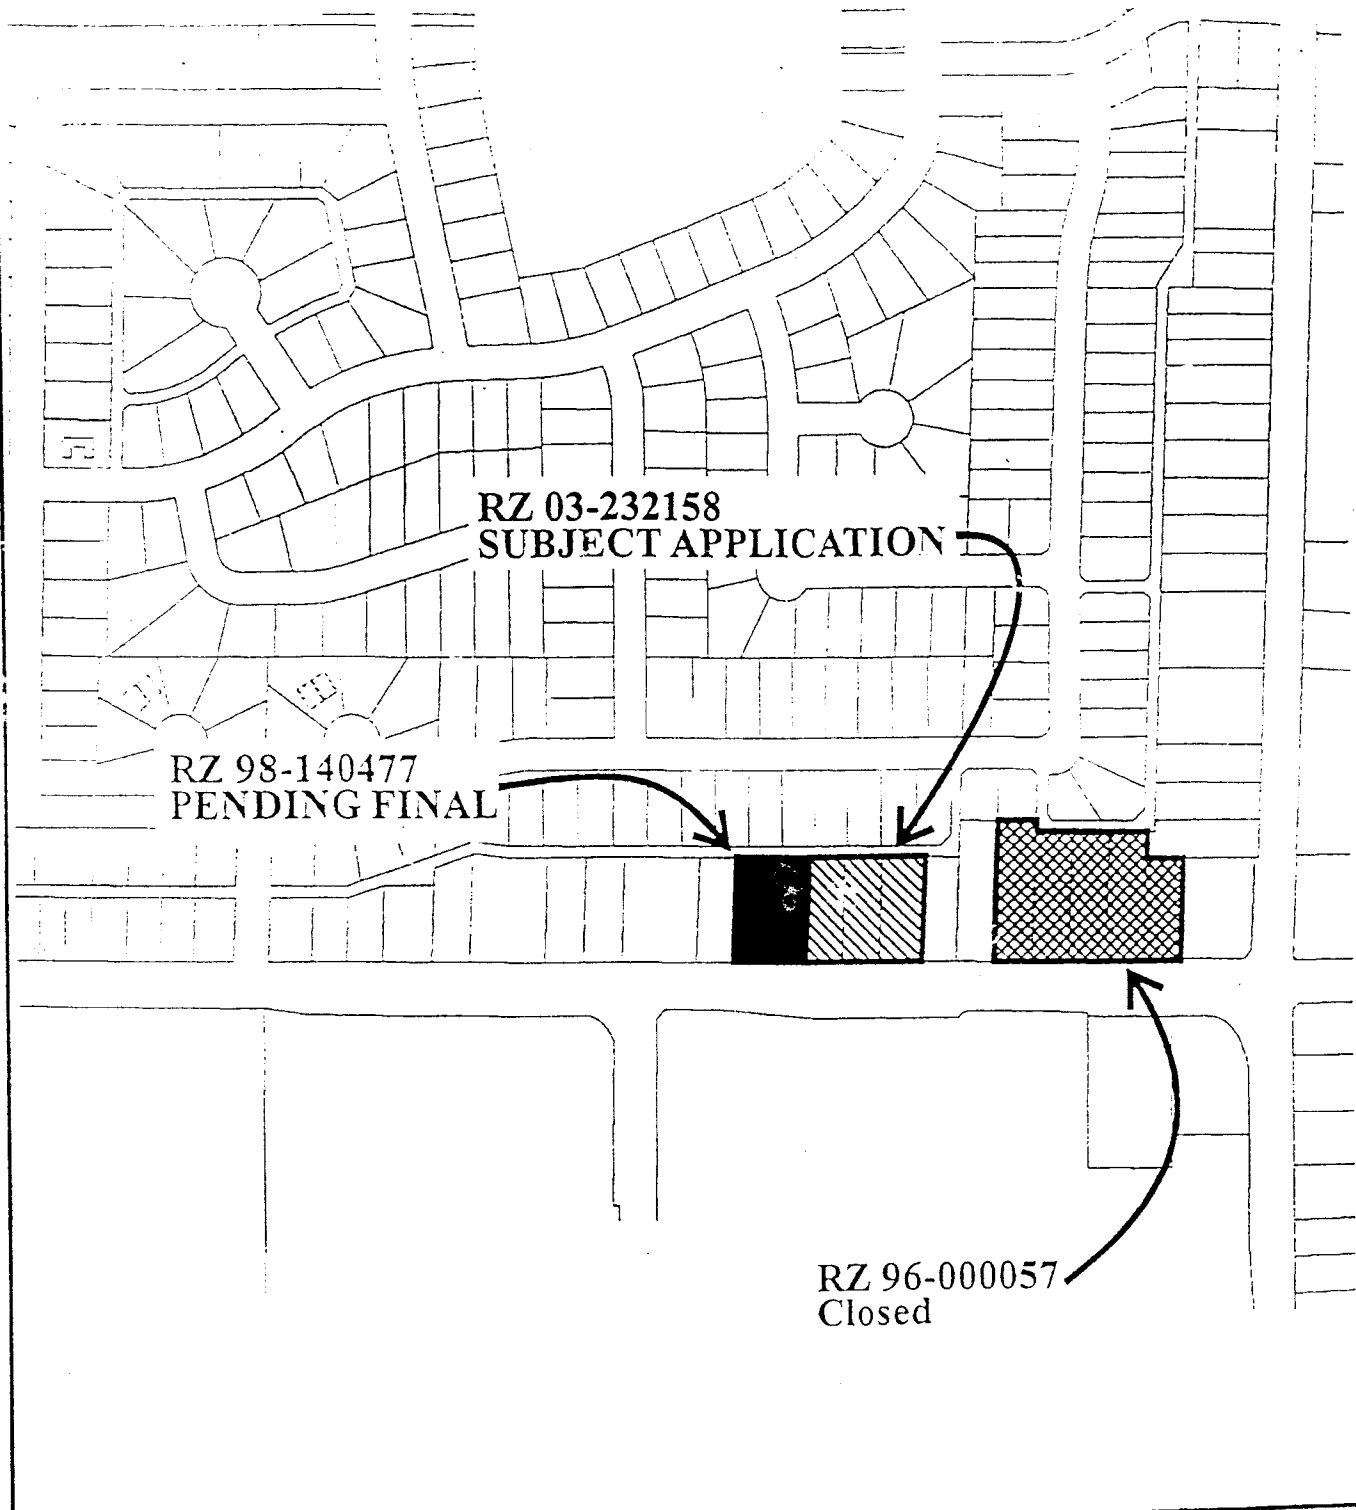 RZ 03-232158
SUBJECT APPLICATION
RZ 98-140477
PENDING FINAL
RZ 96-000057
Closed